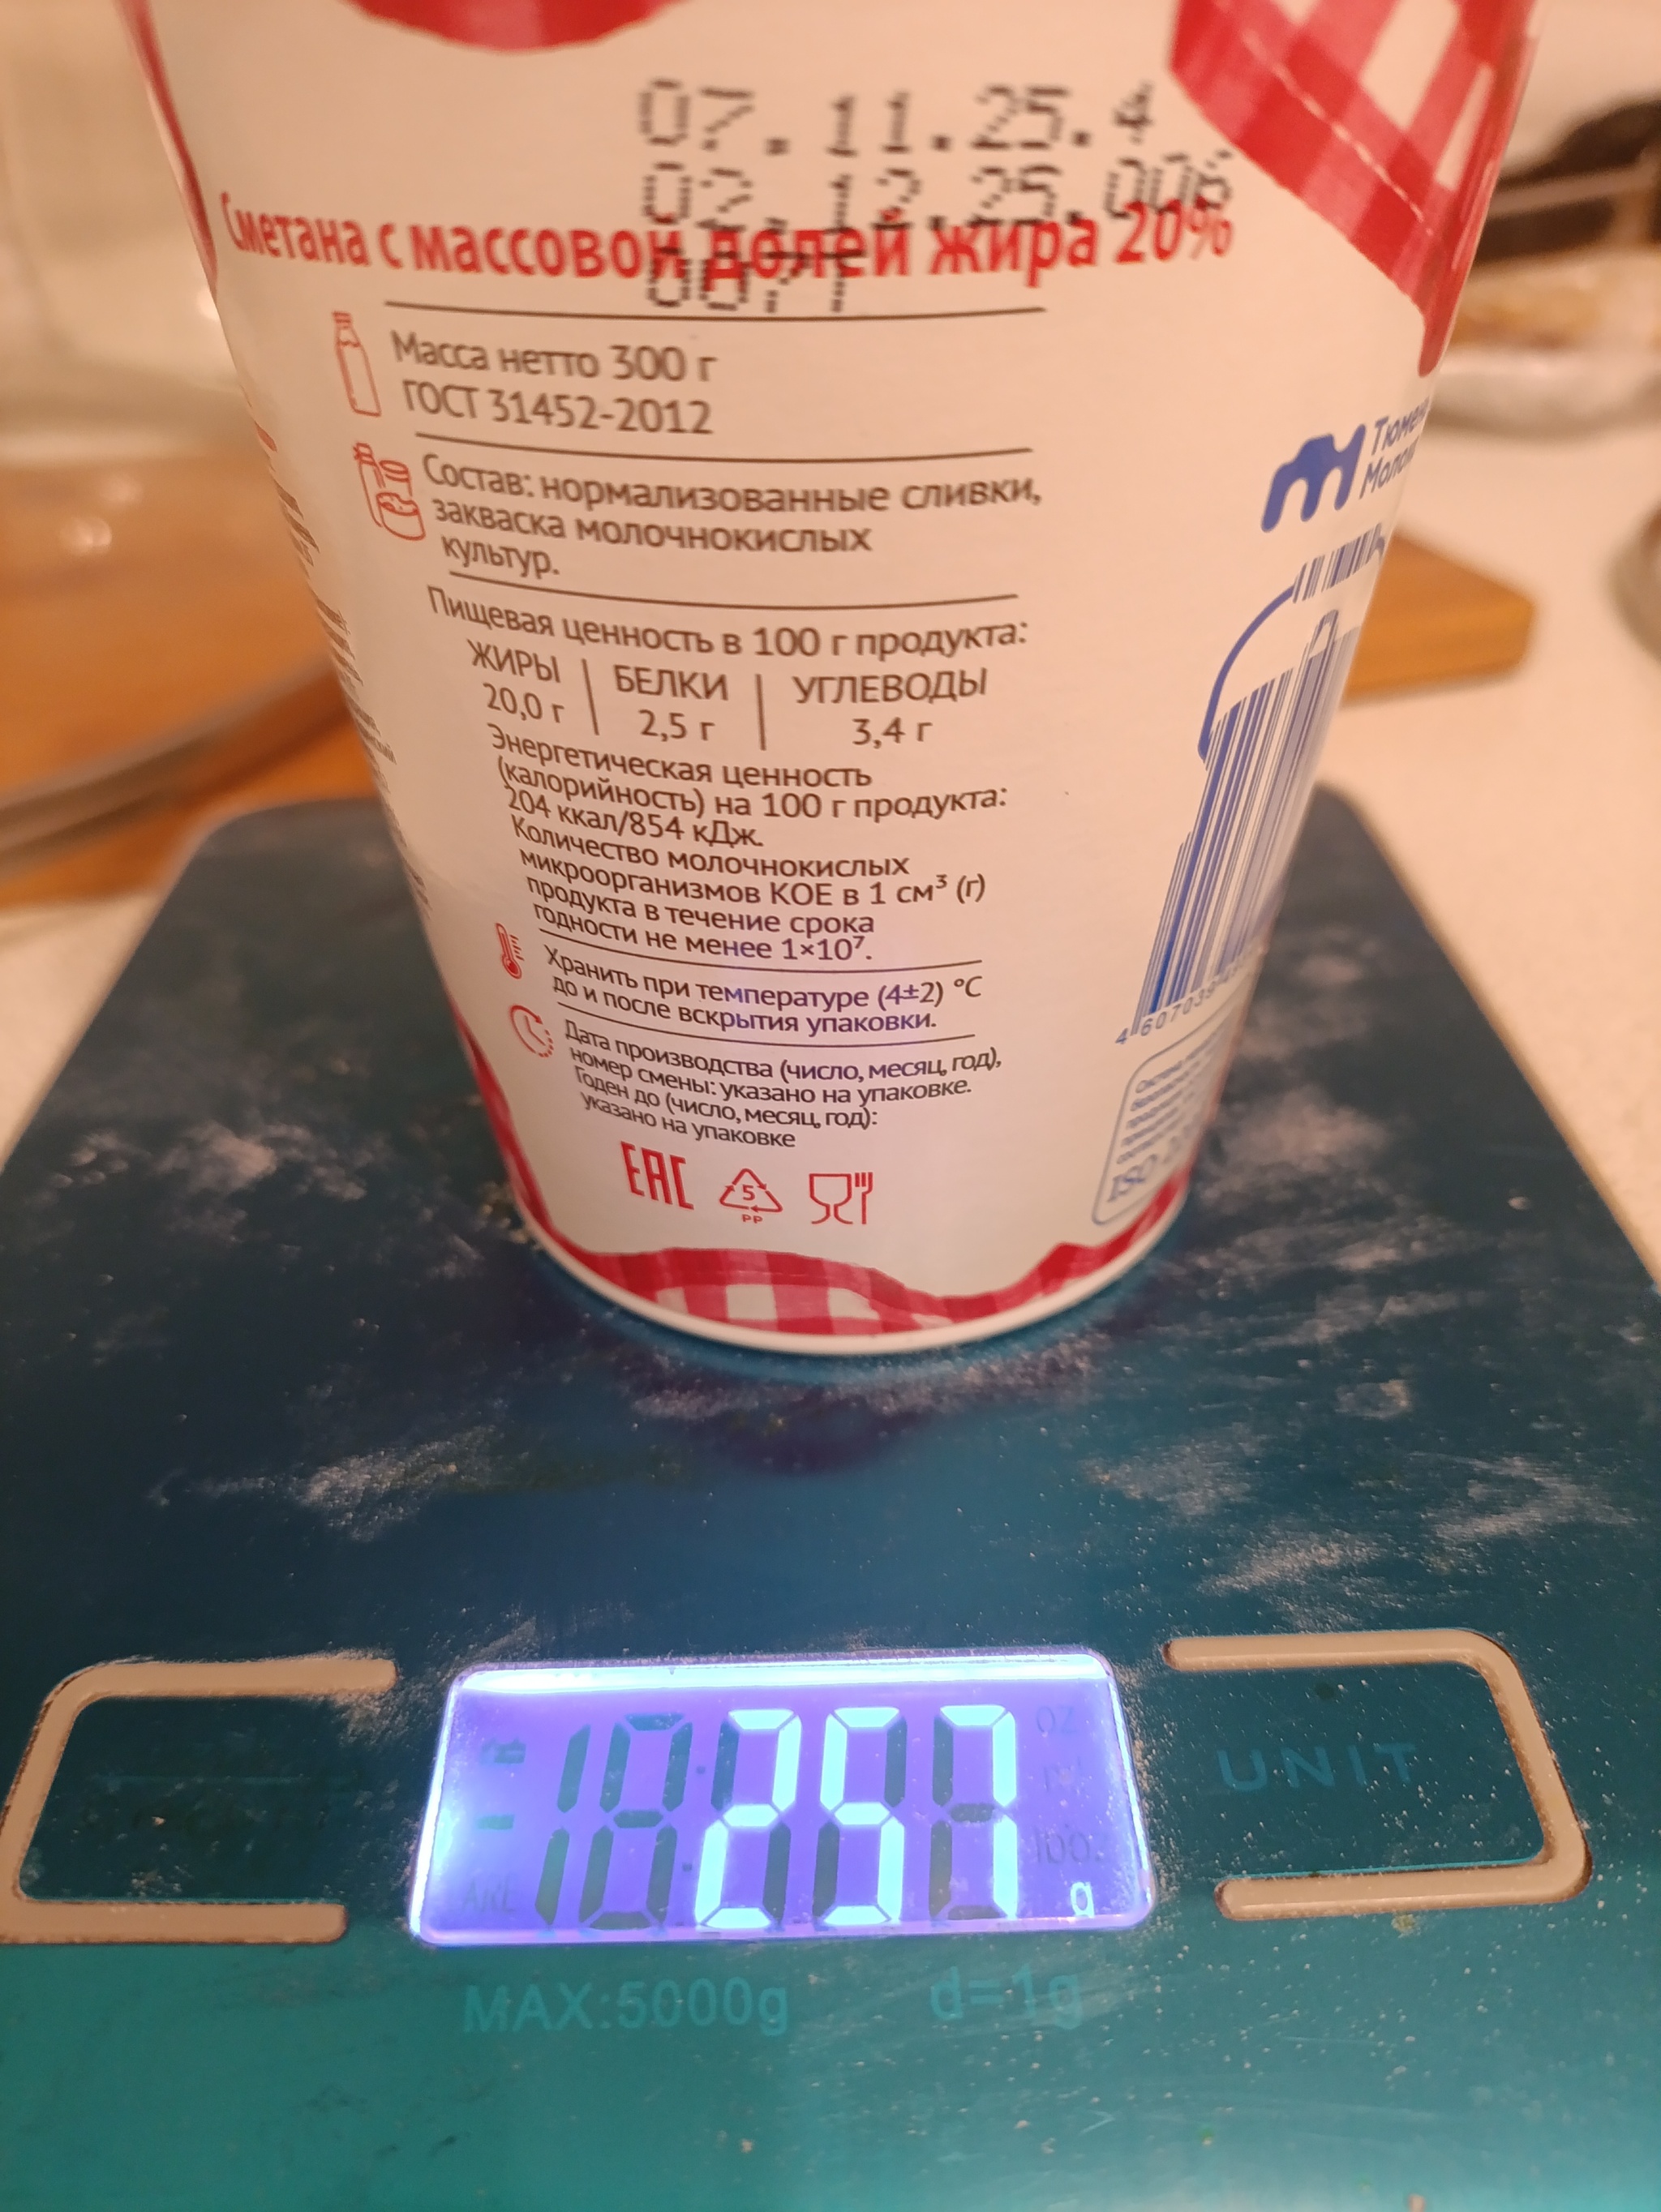 07.11.25.4
02.12.25.006
Сметана с массовой долей жира 20%
Масса нетто 300 г
ГОСТ 31452-2012
Состав: нормализованные сливки,
закваска молочнокислых
культур.
Пищевая ценность в 100 г продукта:
ЖИРЫ | БЕЛКИ | УГЛЕВОДЫ
20,0 г | 2,5 г | 3,4 г
Энергетическая ценность
(калорийность) на 100 г продукта:
204 ккал/854 кДж.
Количество молочнокислых
микроорганизмов КОЕ в 1 см³ (г)
продукта в течение срока
годности не менее 1×10⁷.
Хранить при температуре (4±2) °C
до и после вскрытия упаковки.
Дата производства (число, месяц, год),
номер смены: указано на упаковке.
Годен до (число, месяц, год):
указано на упаковке
EAC
5
PP
4 607039
ISO
257 g
UNIT
MAX:5000g d=1g